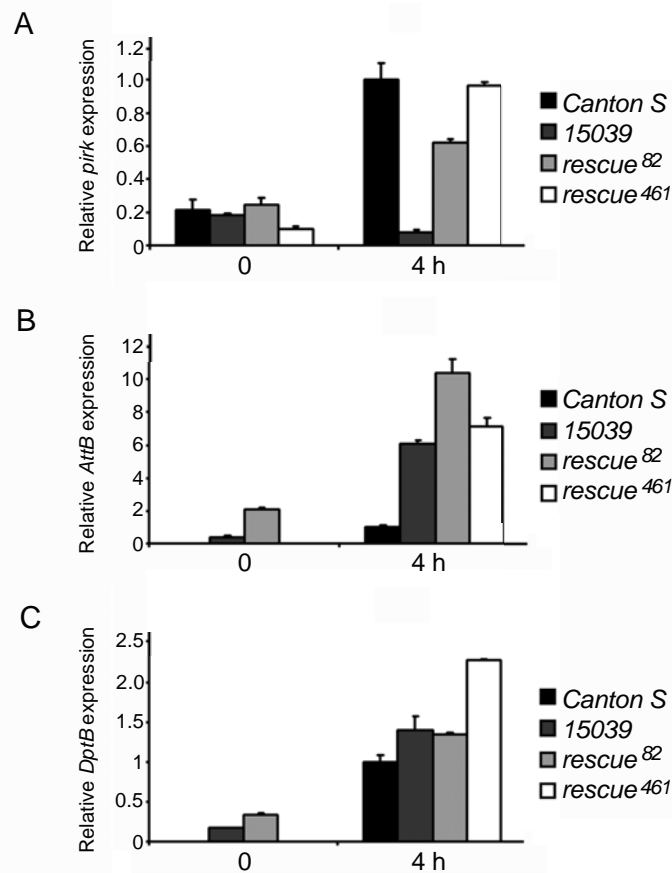 A
Relative pirk expression
1.2
1.0
0.8
0.6
0.4
0.2
0
0
4 h
Canton S
15039
rescue82
rescue461
B
Relative AttB expression
12
10
8
6
4
2
0
0
4 h
Canton S
15039
rescue82
rescue461
C
Relative DptB expression
2.5
2.0
1.5
1
0.5
0
0
4 h
Canton S
15039
rescue82
rescue461